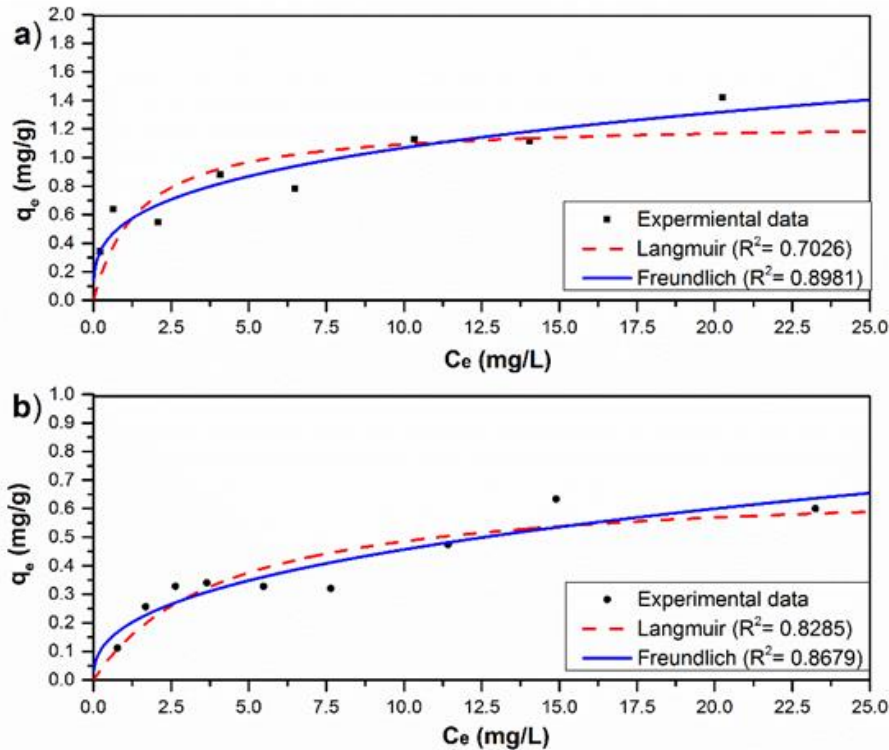 a)
2.0
1.8
1.6
1.4
1.2
1.0
0.8
0.6
0.4
0.2
0.0
qe (mg/g)
Expermiental data
Langmuir (R²= 0.7026)
Freundlich (R²= 0.8981)
0.0 2.5 5.0 7.5 10.0 12.5 15.0 17.5 20.0 22.5 25.0
Ce (mg/L)
b)
1.0
0.9
0.8
0.7
0.6
0.5
0.4
0.3
0.2
0.1
0.0
qe (mg/g)
Experimental data
Langmuir (R²= 0.8285)
Freundlich (R²= 0.8679)
0.0 2.5 5.0 7.5 10.0 12.5 15.0 17.5 20.0 22.5 25.0
Ce (mg/L)